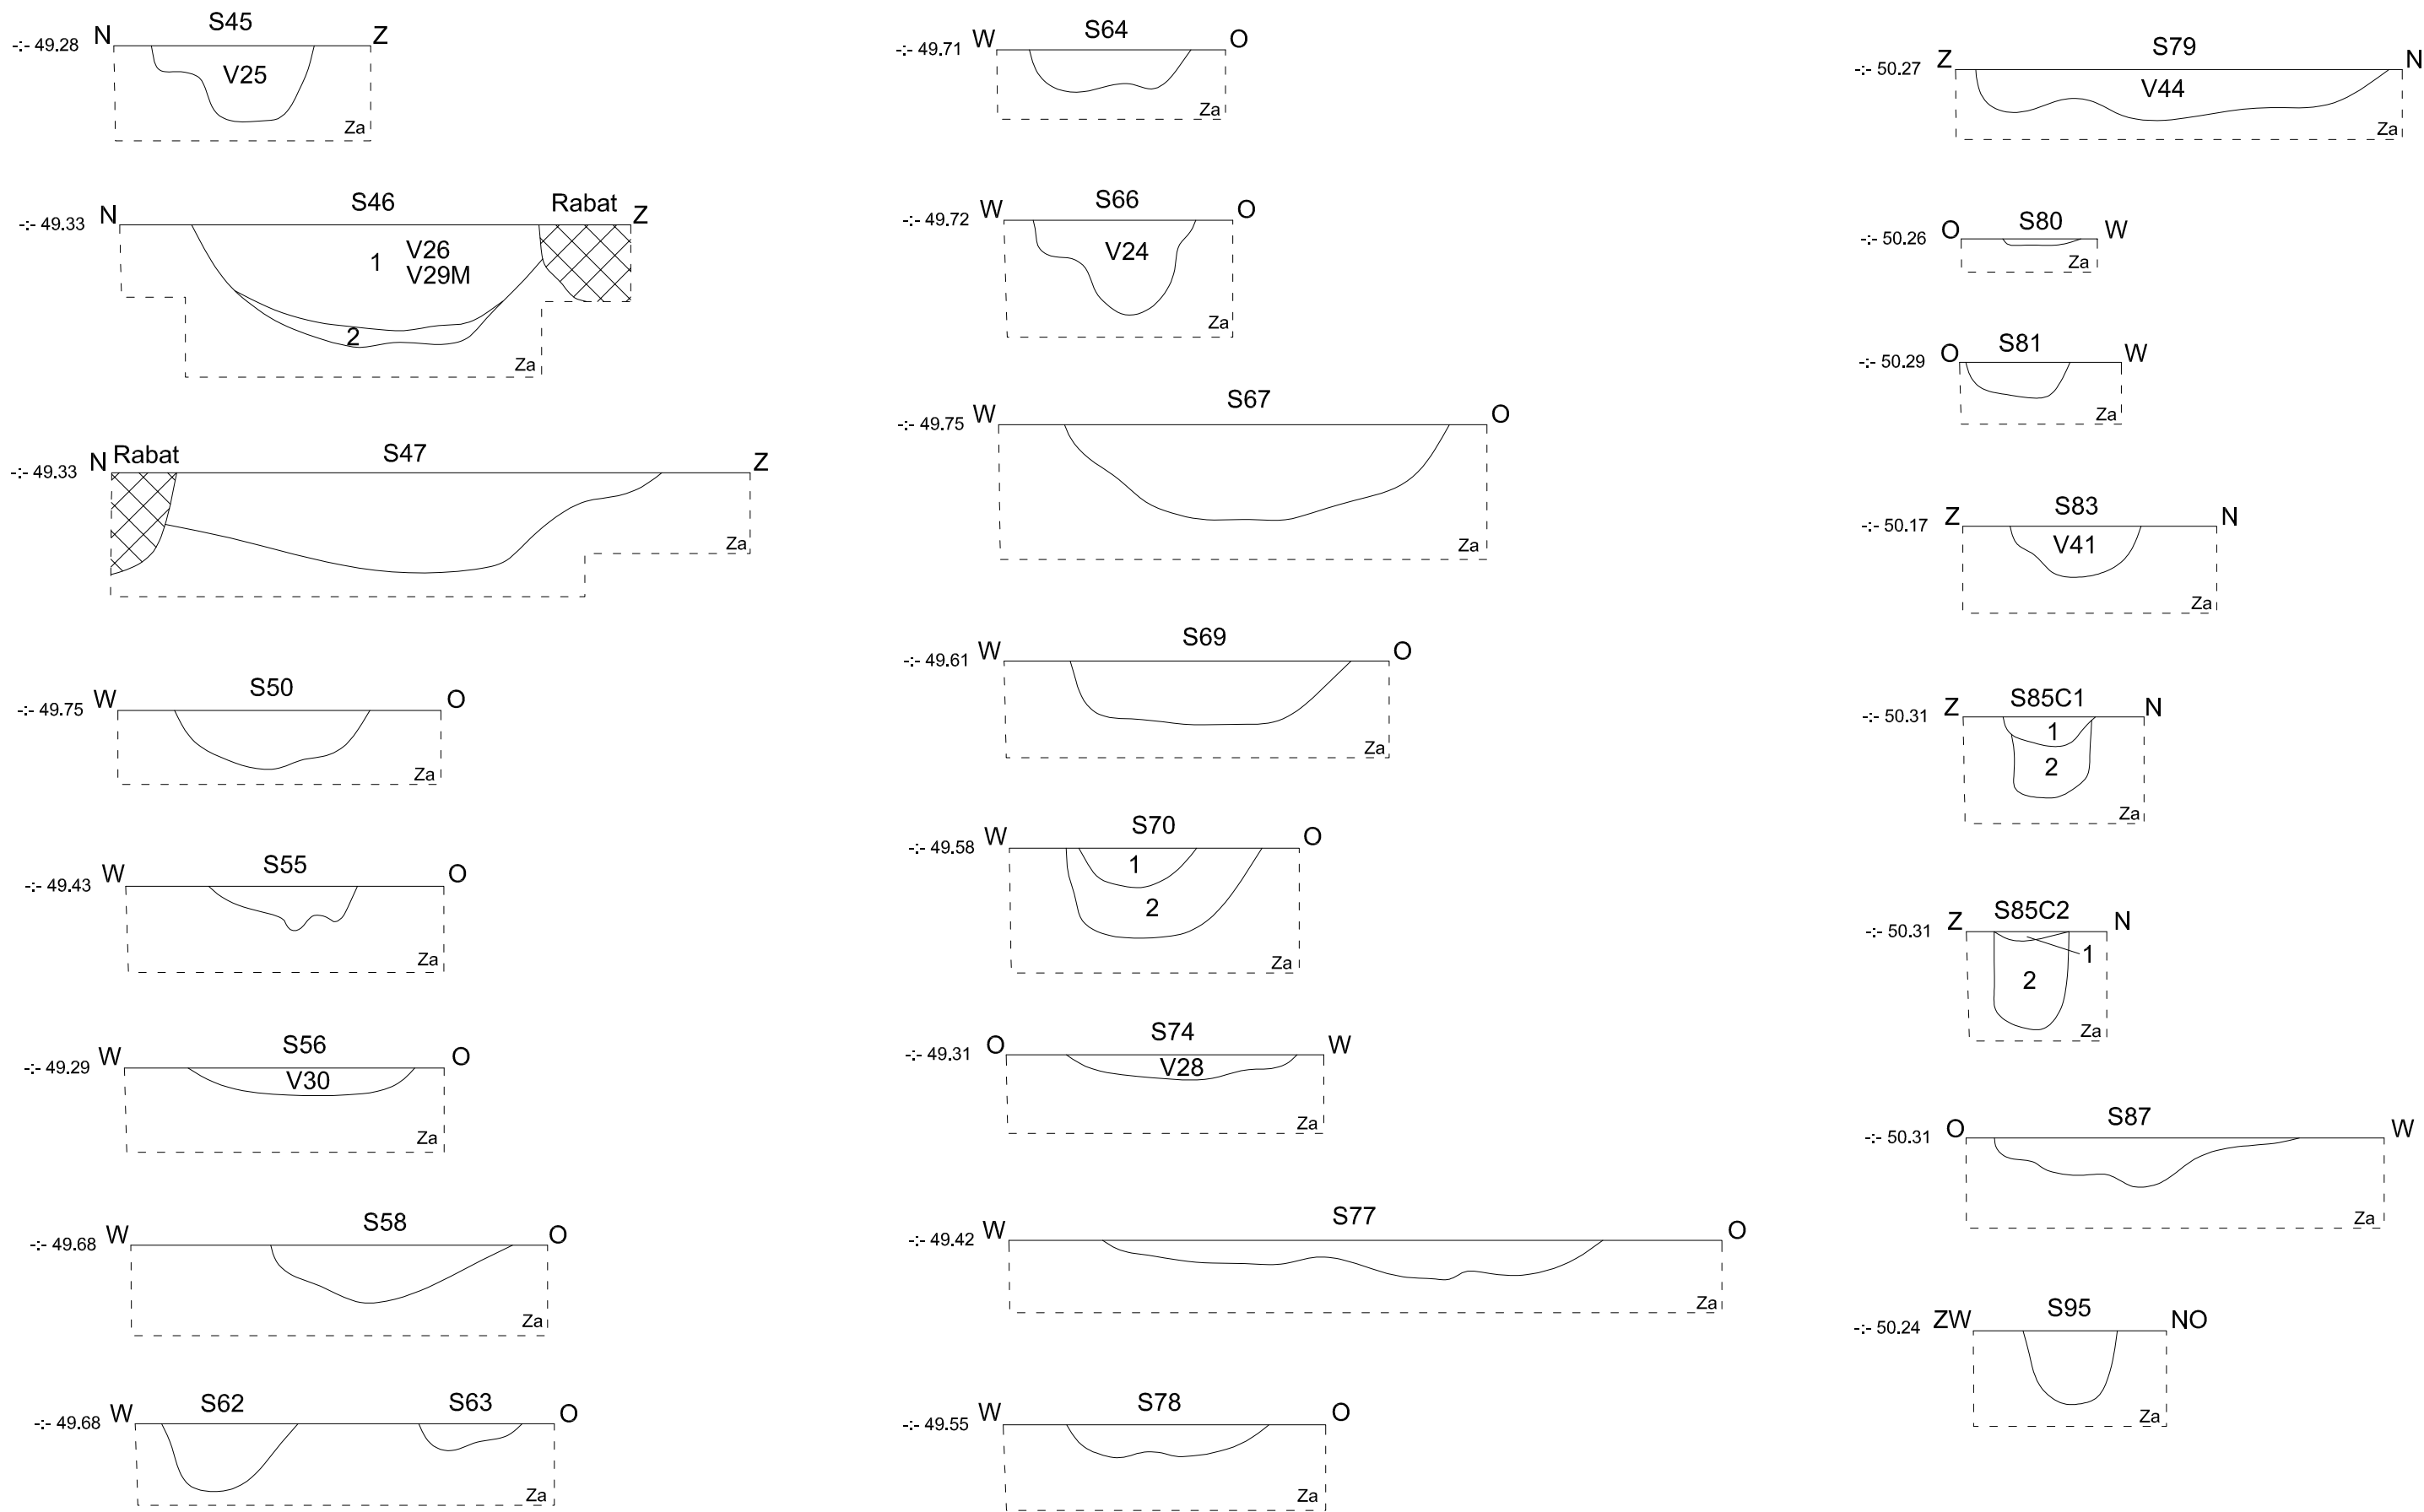 S45
-:- 49.28 N Z
V25
Za
S46 Rabat
-:- 49.33 N Z
1 V26
V29M
2
Za
Rabat S47
-:- 49.33 N Z
Za
S50
-:- 49.75 W O
Za
S55
-:- 49.43 W O
Za
S56
-:- 49.29 W O
V30
Za
S58
-:- 49.68 W O
Za
S62 S63
-:- 49.68 W O
Za
S64
-:- 49.71 W O
Za
S66
-:- 49.72 W O
V24
Za
S67
-:- 49.75 W O
Za
S69
-:- 49.61 W O
Za
S70
-:- 49.58 W O
1
2
Za
S74
-:- 49.31 O W
V28
Za
S77
-:- 49.42 W O
Za
S78
-:- 49.55 W O
Za
S79
-:- 50.27 Z N
V44
Za
S80
-:- 50.26 O W
Za
S81
-:- 50.29 O W
Za
S83
-:- 50.17 Z N
V41
Za
S85C1
-:- 50.31 Z N
1
2
Za
S85C2
-:- 50.31 Z N
1
2
Za
S87
-:- 50.31 O W
Za
S95
-:- 50.24 ZW NO
Za